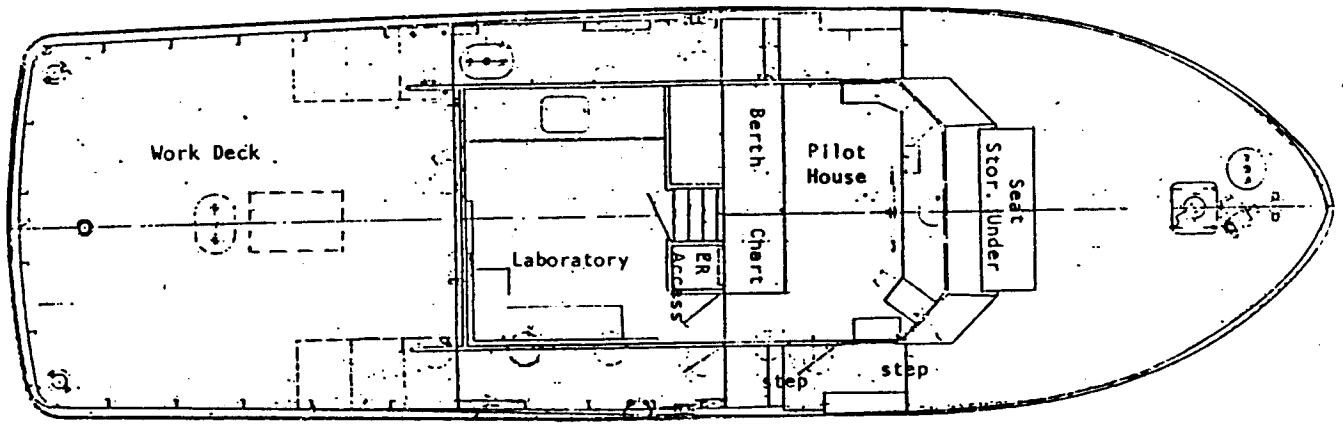 Work Deck
Laboratory
ER
Access
Berth
Chart
Pilot
House
Seat
Stor. Under
step
step